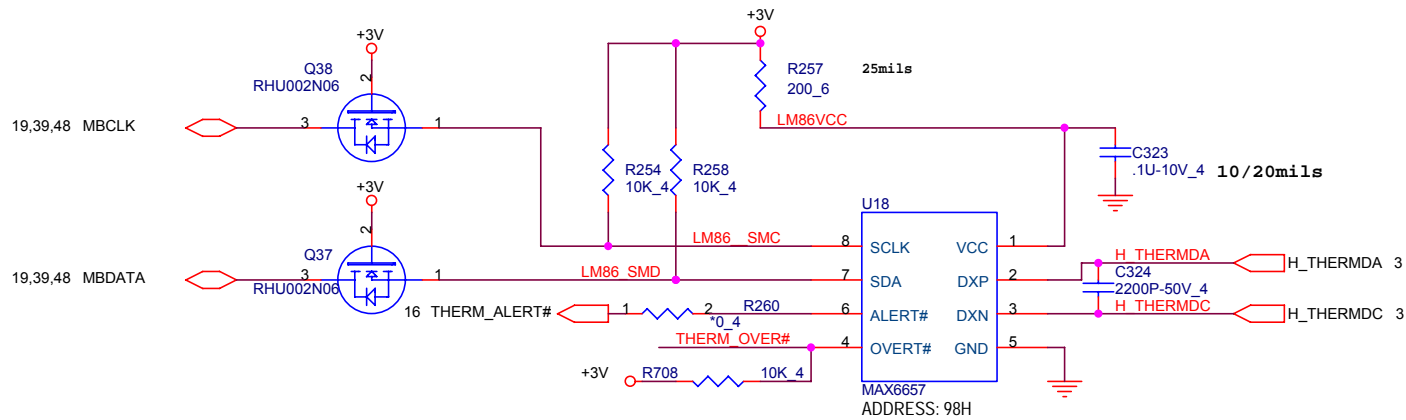 +3V
+3V
Q38
RHU002N06
2
R257
200_6
25mils
19,39,48 MBCLK
3
1
LM86VCC
C323
.1U-10V_4
10/20mils
R254
10K_4
R258
10K_4
+3V
U18
2
Q37
LM86__SMC
8
SCLK
VCC
1
H_THERMDA
H_THERMDA 3
19,39,48 MBDATA
3
RHU002N06
1
LM86_SMD
7
SDA
DXP
2
C324
2200P-50V_4
16 THERM_ALERT#
1
2
R260
*0_4
6
ALERT#
DXN
3
H_THERMDC
H_THERMDC 3
THERM_OVER#
4
OVERT#
GND
5
+3V
R708
10K_4
MAX6657
ADDRESS: 98H